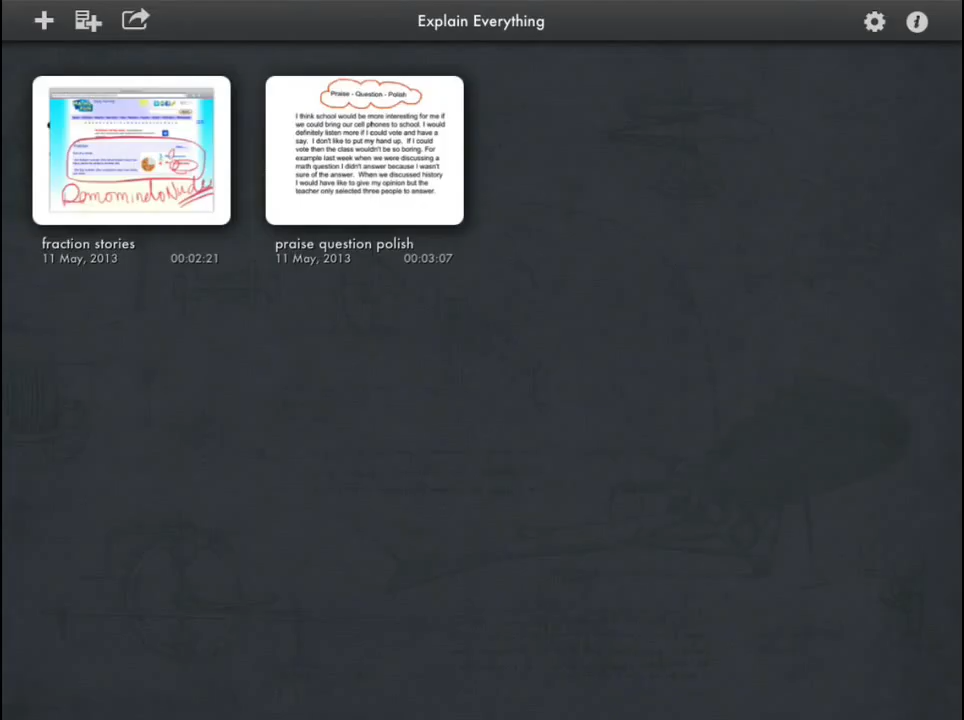 Explain Everything
Praise - Question - Polish
I think school would be more interesting for me if
we could bring our cell phones to school. I would
definitely listen more if I could vote and have a
say. I don't like to put my hand up. If I could
vote then the class wouldn't be so boring. For
example last week when we were discussing a
math question I didn't answer because I wasn't
sure of the answer. When we discussed history
I would have like to give my opinion but the
teacher only selected three people to answer.
fraction stories
11 May, 2013 00:02:21
praise question polish
11 May, 2013 00:03:07